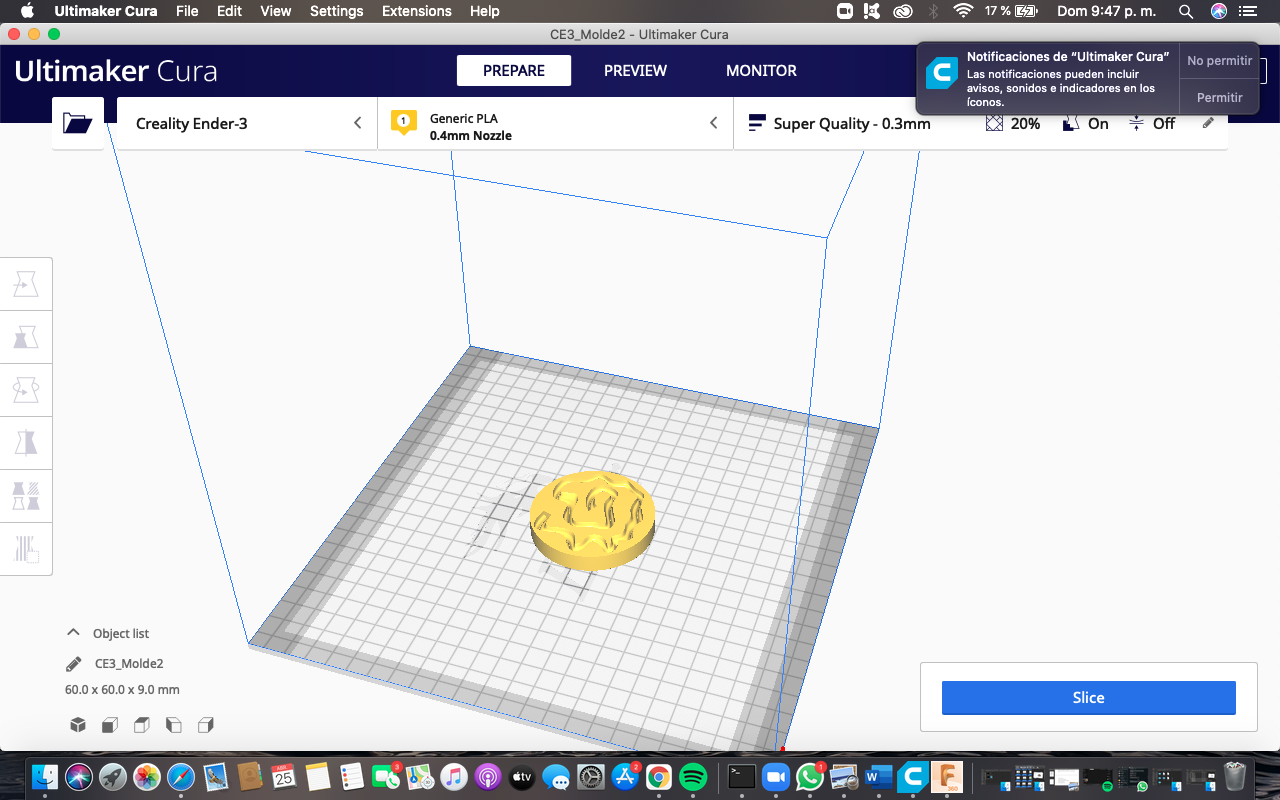 Ultimaker Cura File Edit View Settings Extensions Help 17 % Dom 9:47 p. m.
CE3_Molde2 - Ultimaker Cura
Ultimaker Cura PREPARE PREVIEW MONITOR
Notificaciones de “Ultimaker Cura”
Las notificaciones pueden incluir
avisos, sonidos e indicadores en los
íconos.
No permitir
Permitir
Creality Ender-3
1
Generic PLA
0.4mm Nozzle
Super Quality - 0.3mm 20% On Off
Object list
CE3_Molde2
60.0 x 60.0 x 9.0 mm
Slice
ABR
25
3
tv
2
1
W
360